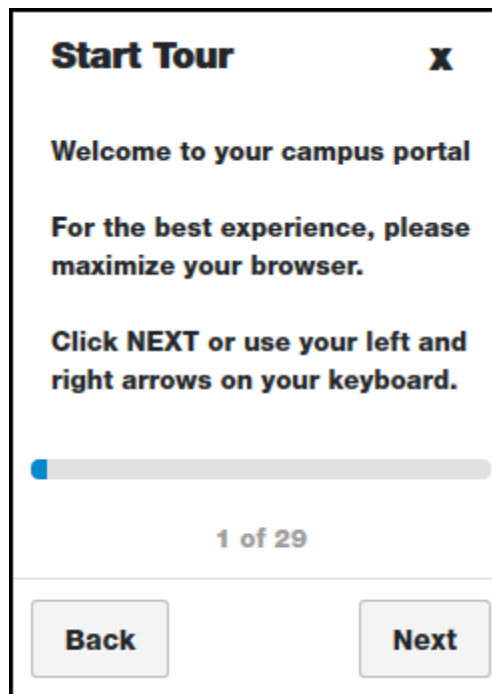 Start Tour x
Welcome to your campus portal
For the best experience, please
maximize your browser.
Click NEXT or use your left and
right arrows on your keyboard.
1 of 29
Back Next